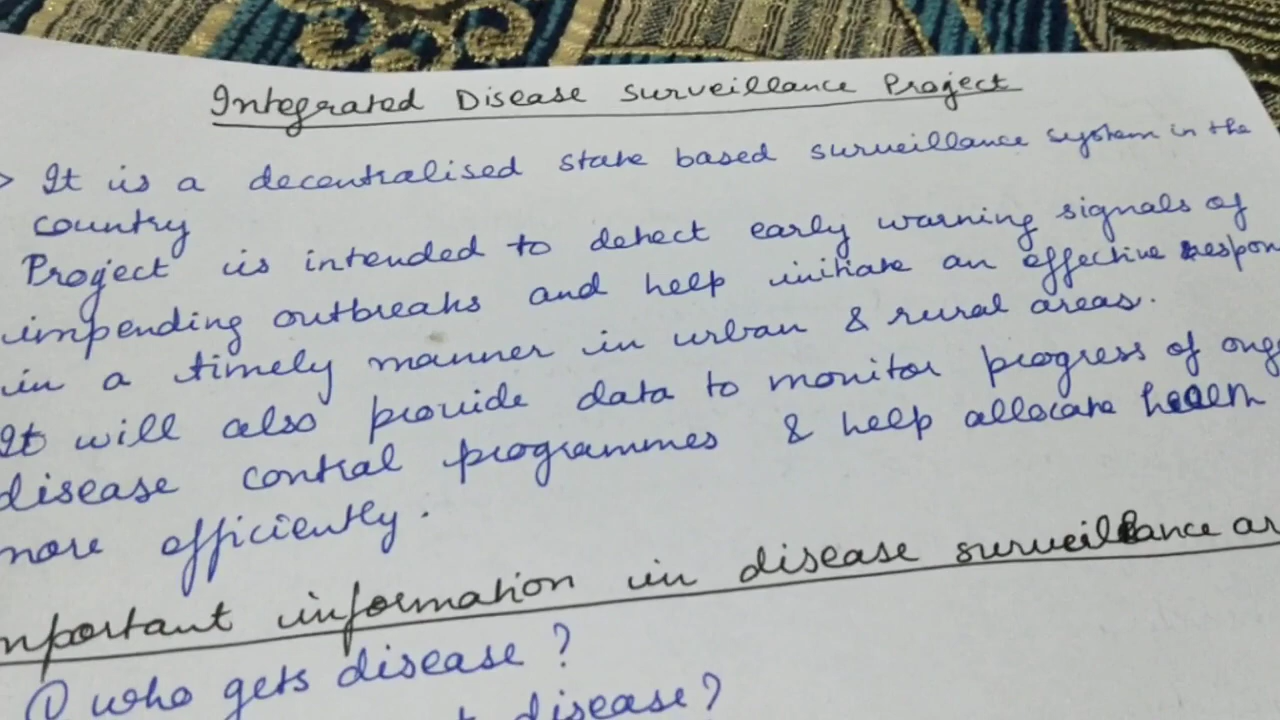 Integrated Disease Surveillance Project
> It is a decentralised state based surveillance system in the
country
Project is intended to detect early warning signals of
impending outbreaks and help initiate an effective respon
in a timely manner in urban & rural areas.
It will also provide data to monitor progress of ong
disease control programmes & help allocate health
more efficiently.
mportant information in disease surveillance ar
① who gets disease?
disease?